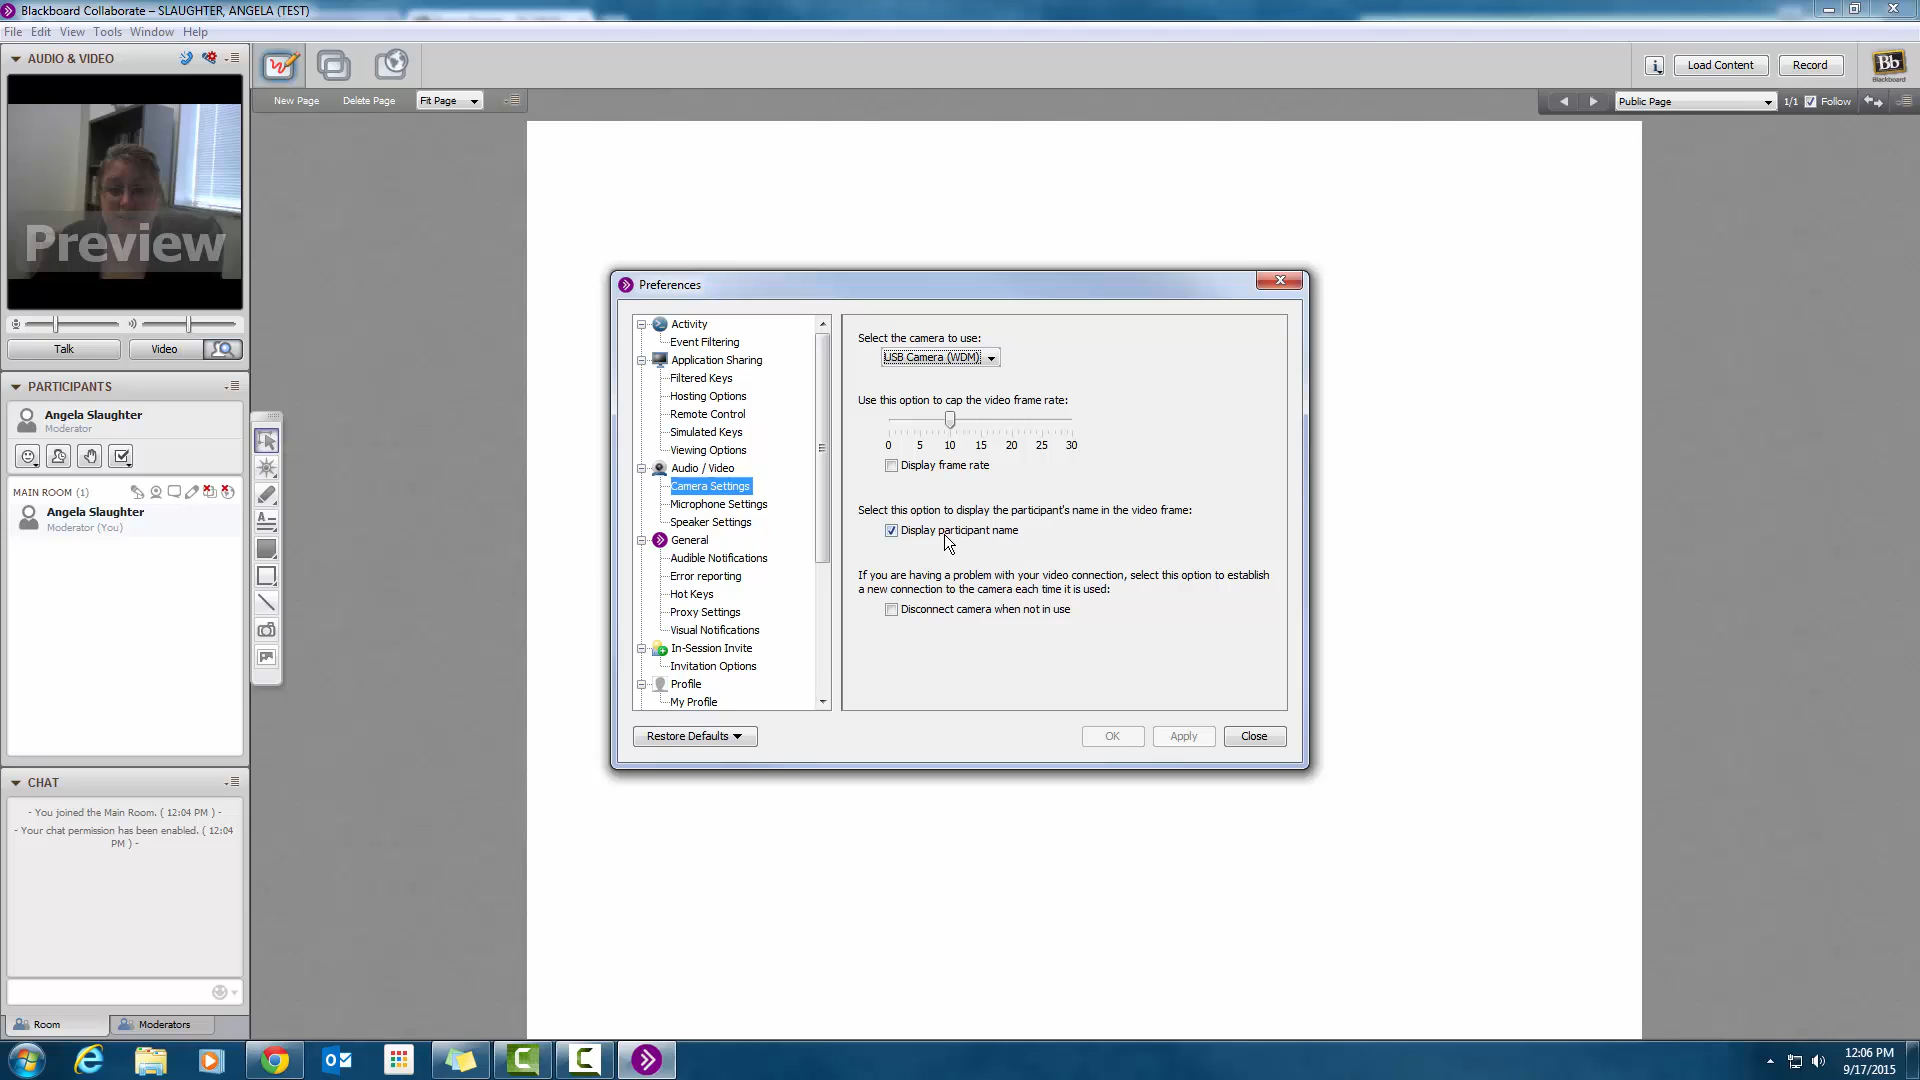 Blackboard Collaborate – SLAUGHTER, ANGELA (TEST)
File Edit View Tools Window Help
AUDIO & VIDEO
Load Content
Record
Bb
Blackboard
New Page
Delete Page
Fit Page
Public Page
1/1
Follow
Preview
Talk
Video
PARTICIPANTS
Angela Slaughter
Moderator
MAIN ROOM (1)
Angela Slaughter
Moderator (You)
CHAT
- You joined the Main Room. ( 12:04 PM ) -
- Your chat permission has been enabled. ( 12:04
PM ) -
Room
Moderators
Preferences
Activity
Event Filtering
Application Sharing
Filtered Keys
Hosting Options
Remote Control
Simulated Keys
Viewing Options
Audio / Video
Camera Settings
Microphone Settings
Speaker Settings
General
Audible Notifications
Error reporting
Hot Keys
Proxy Settings
Visual Notifications
In-Session Invite
Invitation Options
Profile
My Profile
Select the camera to use:
USB Camera (WDM)
Use this option to cap the video frame rate:
0 5 10 15 20 25 30
Display frame rate
Select this option to display the participant's name in the video frame:
Display participant name
If you are having a problem with your video connection, select this option to establish
a new connection to the camera each time it is used:
Disconnect camera when not in use
Restore Defaults
OK
Apply
Close
12:06 PM
9/17/2015